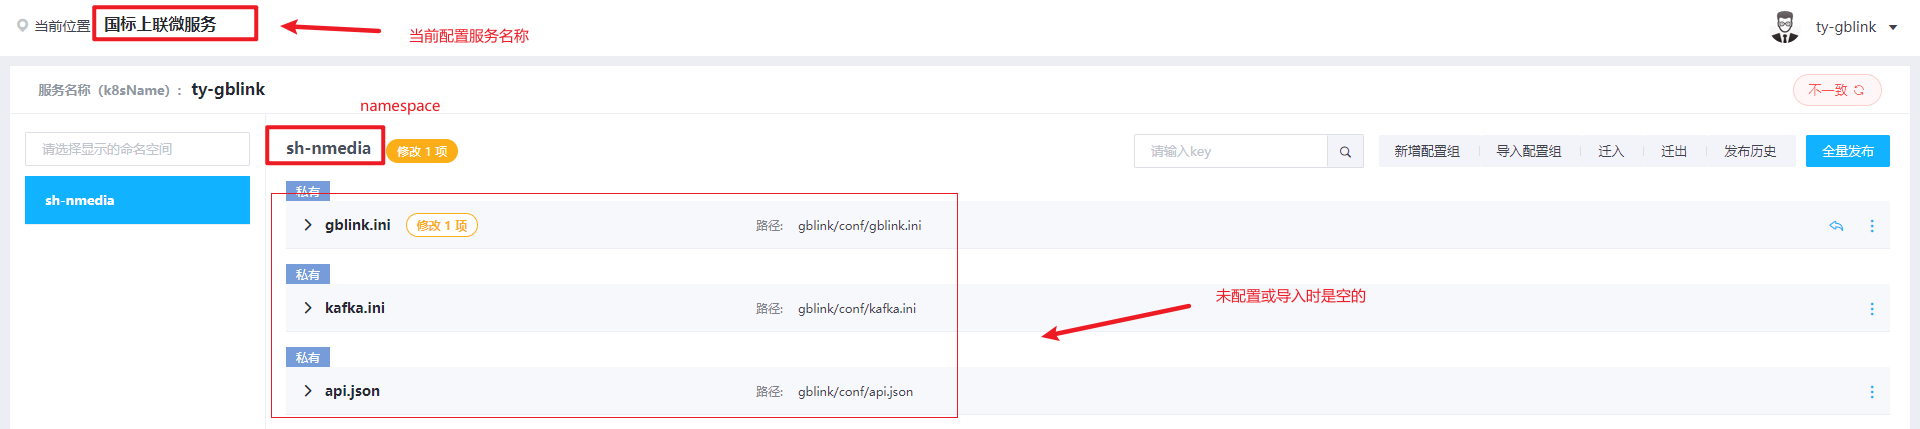 当前位置 国标上联微服务
当前配置服务名称
ty-gblink
服务名称（k8sName）： ty-gblink
不一致
namespace
请选择显示的命名空间
sh-nmedia
sh-nmedia 修改 1 项
请输入key
新增配置组 导入配置组 迁入 迁出 发布历史 全量发布
私有
gblink.ini 修改 1 项 路径: gblink/conf/gblink.ini
私有
kafka.ini 路径: gblink/conf/kafka.ini
未配置或导入时是空的
私有
api.json 路径: gblink/conf/api.json